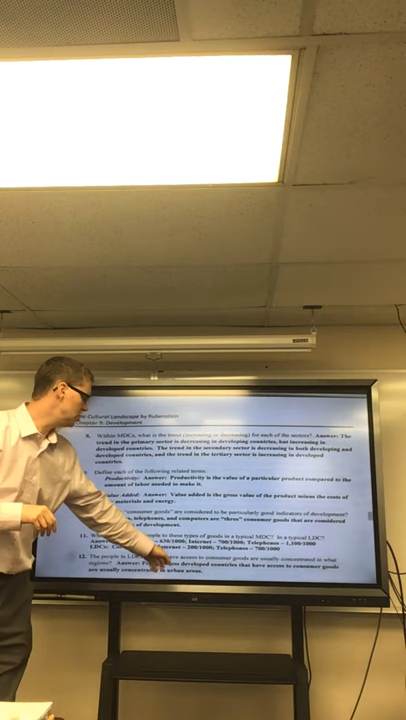 Cultural Landscape by Rubenstein
Chapter 9: Development
8. Within MDCs, what is the trend (increasing or decreasing) for each of the sectors? Answer: The
trend in the primary sector is decreasing in developing countries, but increasing in
developed countries. The trend in the secondary sector is decreasing in both developing and
developed countries, and the trend in the tertiary sector is increasing in developed
countries.
Define each of the following related terms.
Productivity: Answer: Productivity is the value of a particular product compared to the
amount of labor needed to make it.
Value Added: Answer: Value added is the gross value of the product minus the costs of
materials and energy.
"consumer goods" are considered to be particularly good indicators of development?
telephones, and computers are "three" consumer goods that are considered
of development.
11. to these types of goods in a typical MDC? In a typical LDC?
– 630/1000; Internet – 700/1000; Telephones – 1,100/1000
LDCs: – 200/1000; Telephones – 700/1000
12. The people in LDCs have access to consumer goods are usually concentrated in what
regions? Answer: developed countries that have access to consumer goods
are usually concentrated in urban areas.